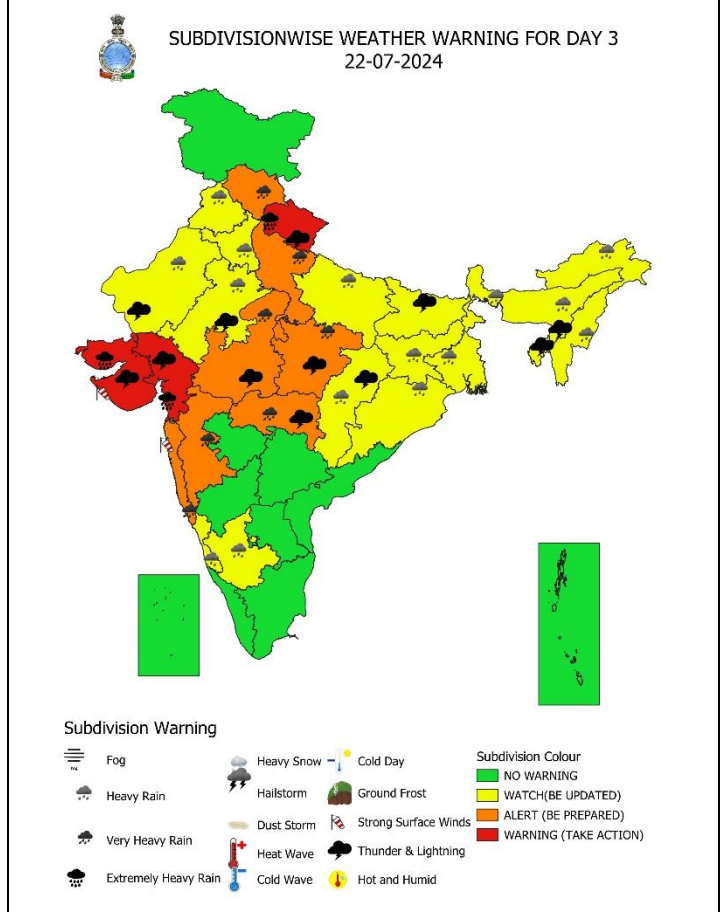 SUBDIVISIONWISE WEATHER WARNING FOR DAY 3
22-07-2024
Subdivision Warning
Fog
Heavy Rain
Very Heavy Rain
Extremely Heavy Rain
Heavy Snow
Hailstorm
Dust Storm
Heat Wave
Cold Wave
Cold Day
Ground Frost
Strong Surface Winds
Thunder & Lightning
Hot and Humid
Subdivision Colour
NO WARNING
WATCH(BE UPDATED)
ALERT (BE PREPARED)
WARNING (TAKE ACTION)